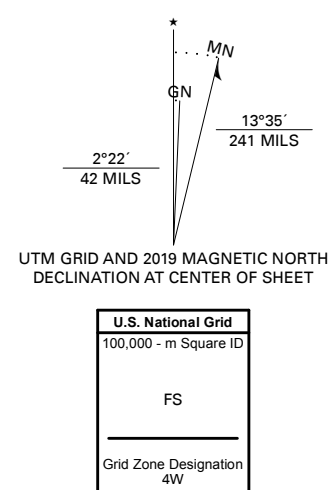 ★
MN
GN
13°35´
241 MILS
2°22´
42 MILS
UTM GRID AND 2019 MAGNETIC NORTH
DECLINATION AT CENTER OF SHEET
U.S. National Grid
100,000 - m Square ID
FS
Grid Zone Designation
4W